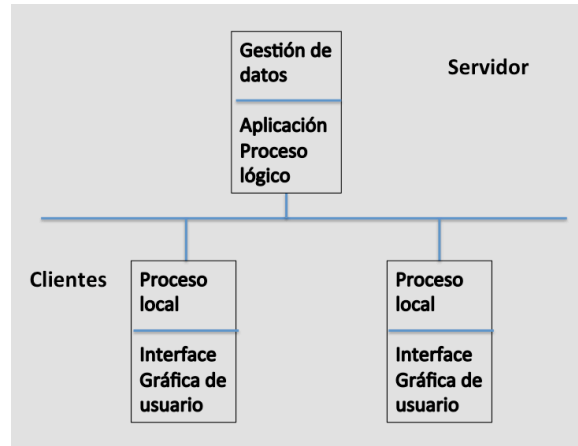 Gestión de
datos
Servidor
Aplicación
Proceso
lógico
Clientes
Proceso
local
Interface
Gráfica de
usuario
Proceso
local
Interface
Gráfica de
usuario